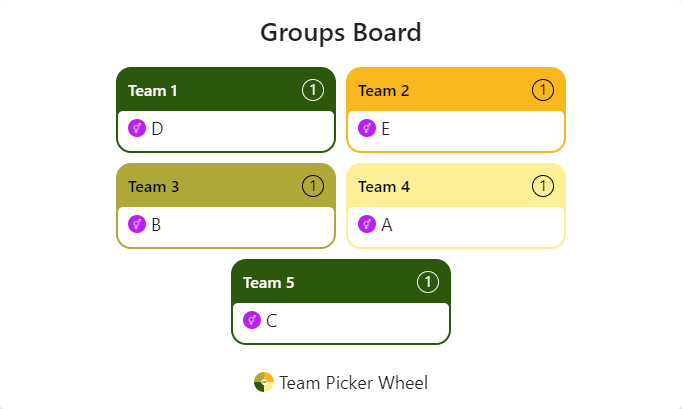 Groups Board
Team 1 1
D
Team 2 1
E
Team 3 1
B
Team 4 1
A
Team 5 1
C
Team Picker Wheel